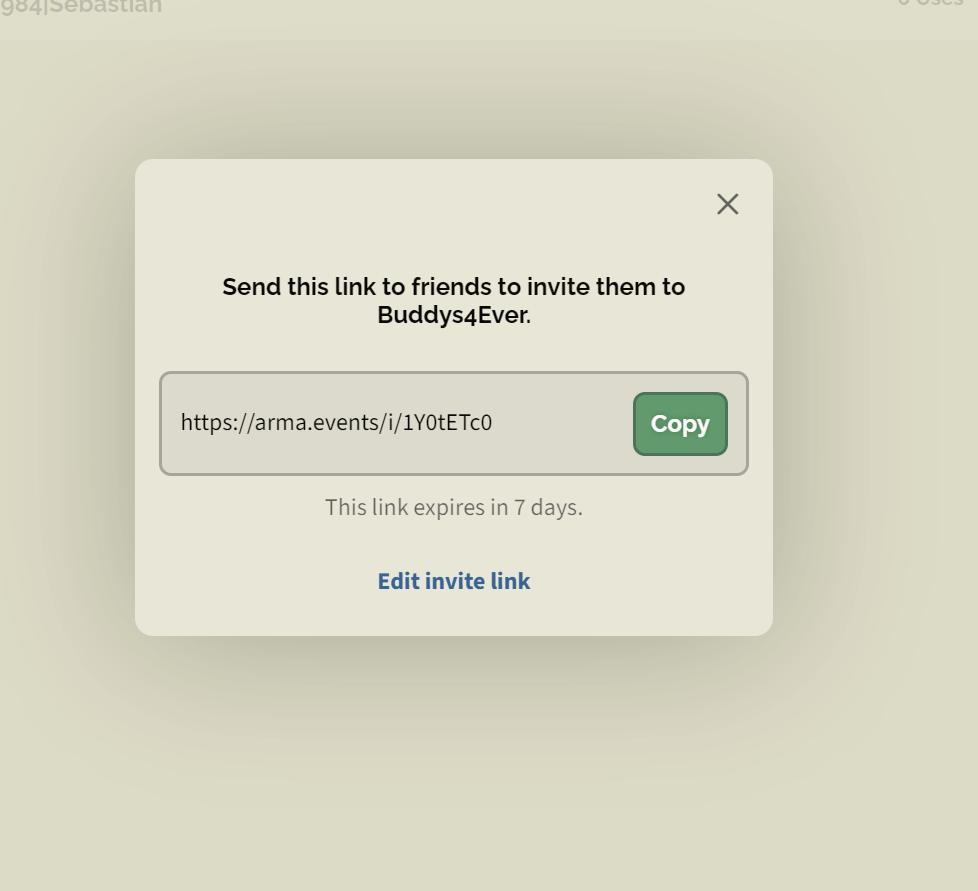 984|Sebastian
0 Uses
Send this link to friends to invite them to
Buddys4Ever.
https://arma.events/i/1Y0tETc0
Copy
This link expires in 7 days.
Edit invite link